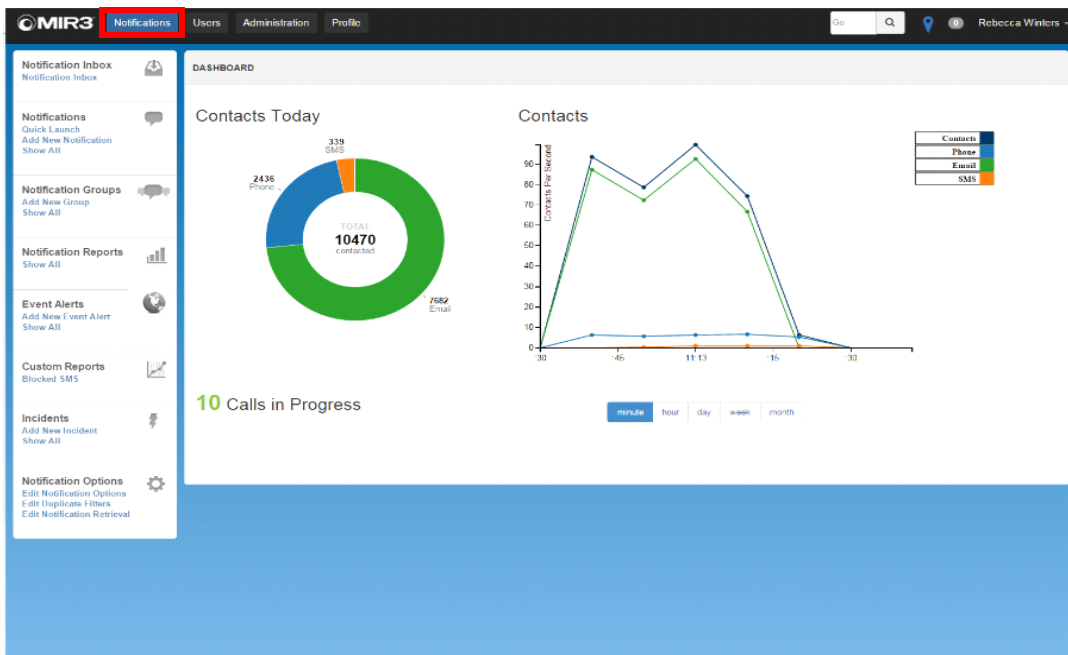 MIR3 Notifications Users Administration Profile Go 0 Rebecca Winters
Notification Inbox
Notification Inbox
Notifications
Quick Launch
Add New Notification
Show All
Notification Groups
Add New Group
Show All
Notification Reports
Show All
Event Alerts
Add New Event Alert
Show All
Custom Reports
Blocked SMS
Incidents
Add New Incident
Show All
Notification Options
Edit Notification Options
Edit Duplicate Filters
Edit Notification Retrieval
DASHBOARD
Contacts Today
339
SMS
2436
Phone
TOTAL
10470
contacted
7682
Email
10 Calls in Progress
Contacts
Contacts Per Second
90
80
70
60
50
40
30
20
10
0
:30 :45 11:13 :15 :30
Contacts
Phone
Email
SMS
minute hour day week month